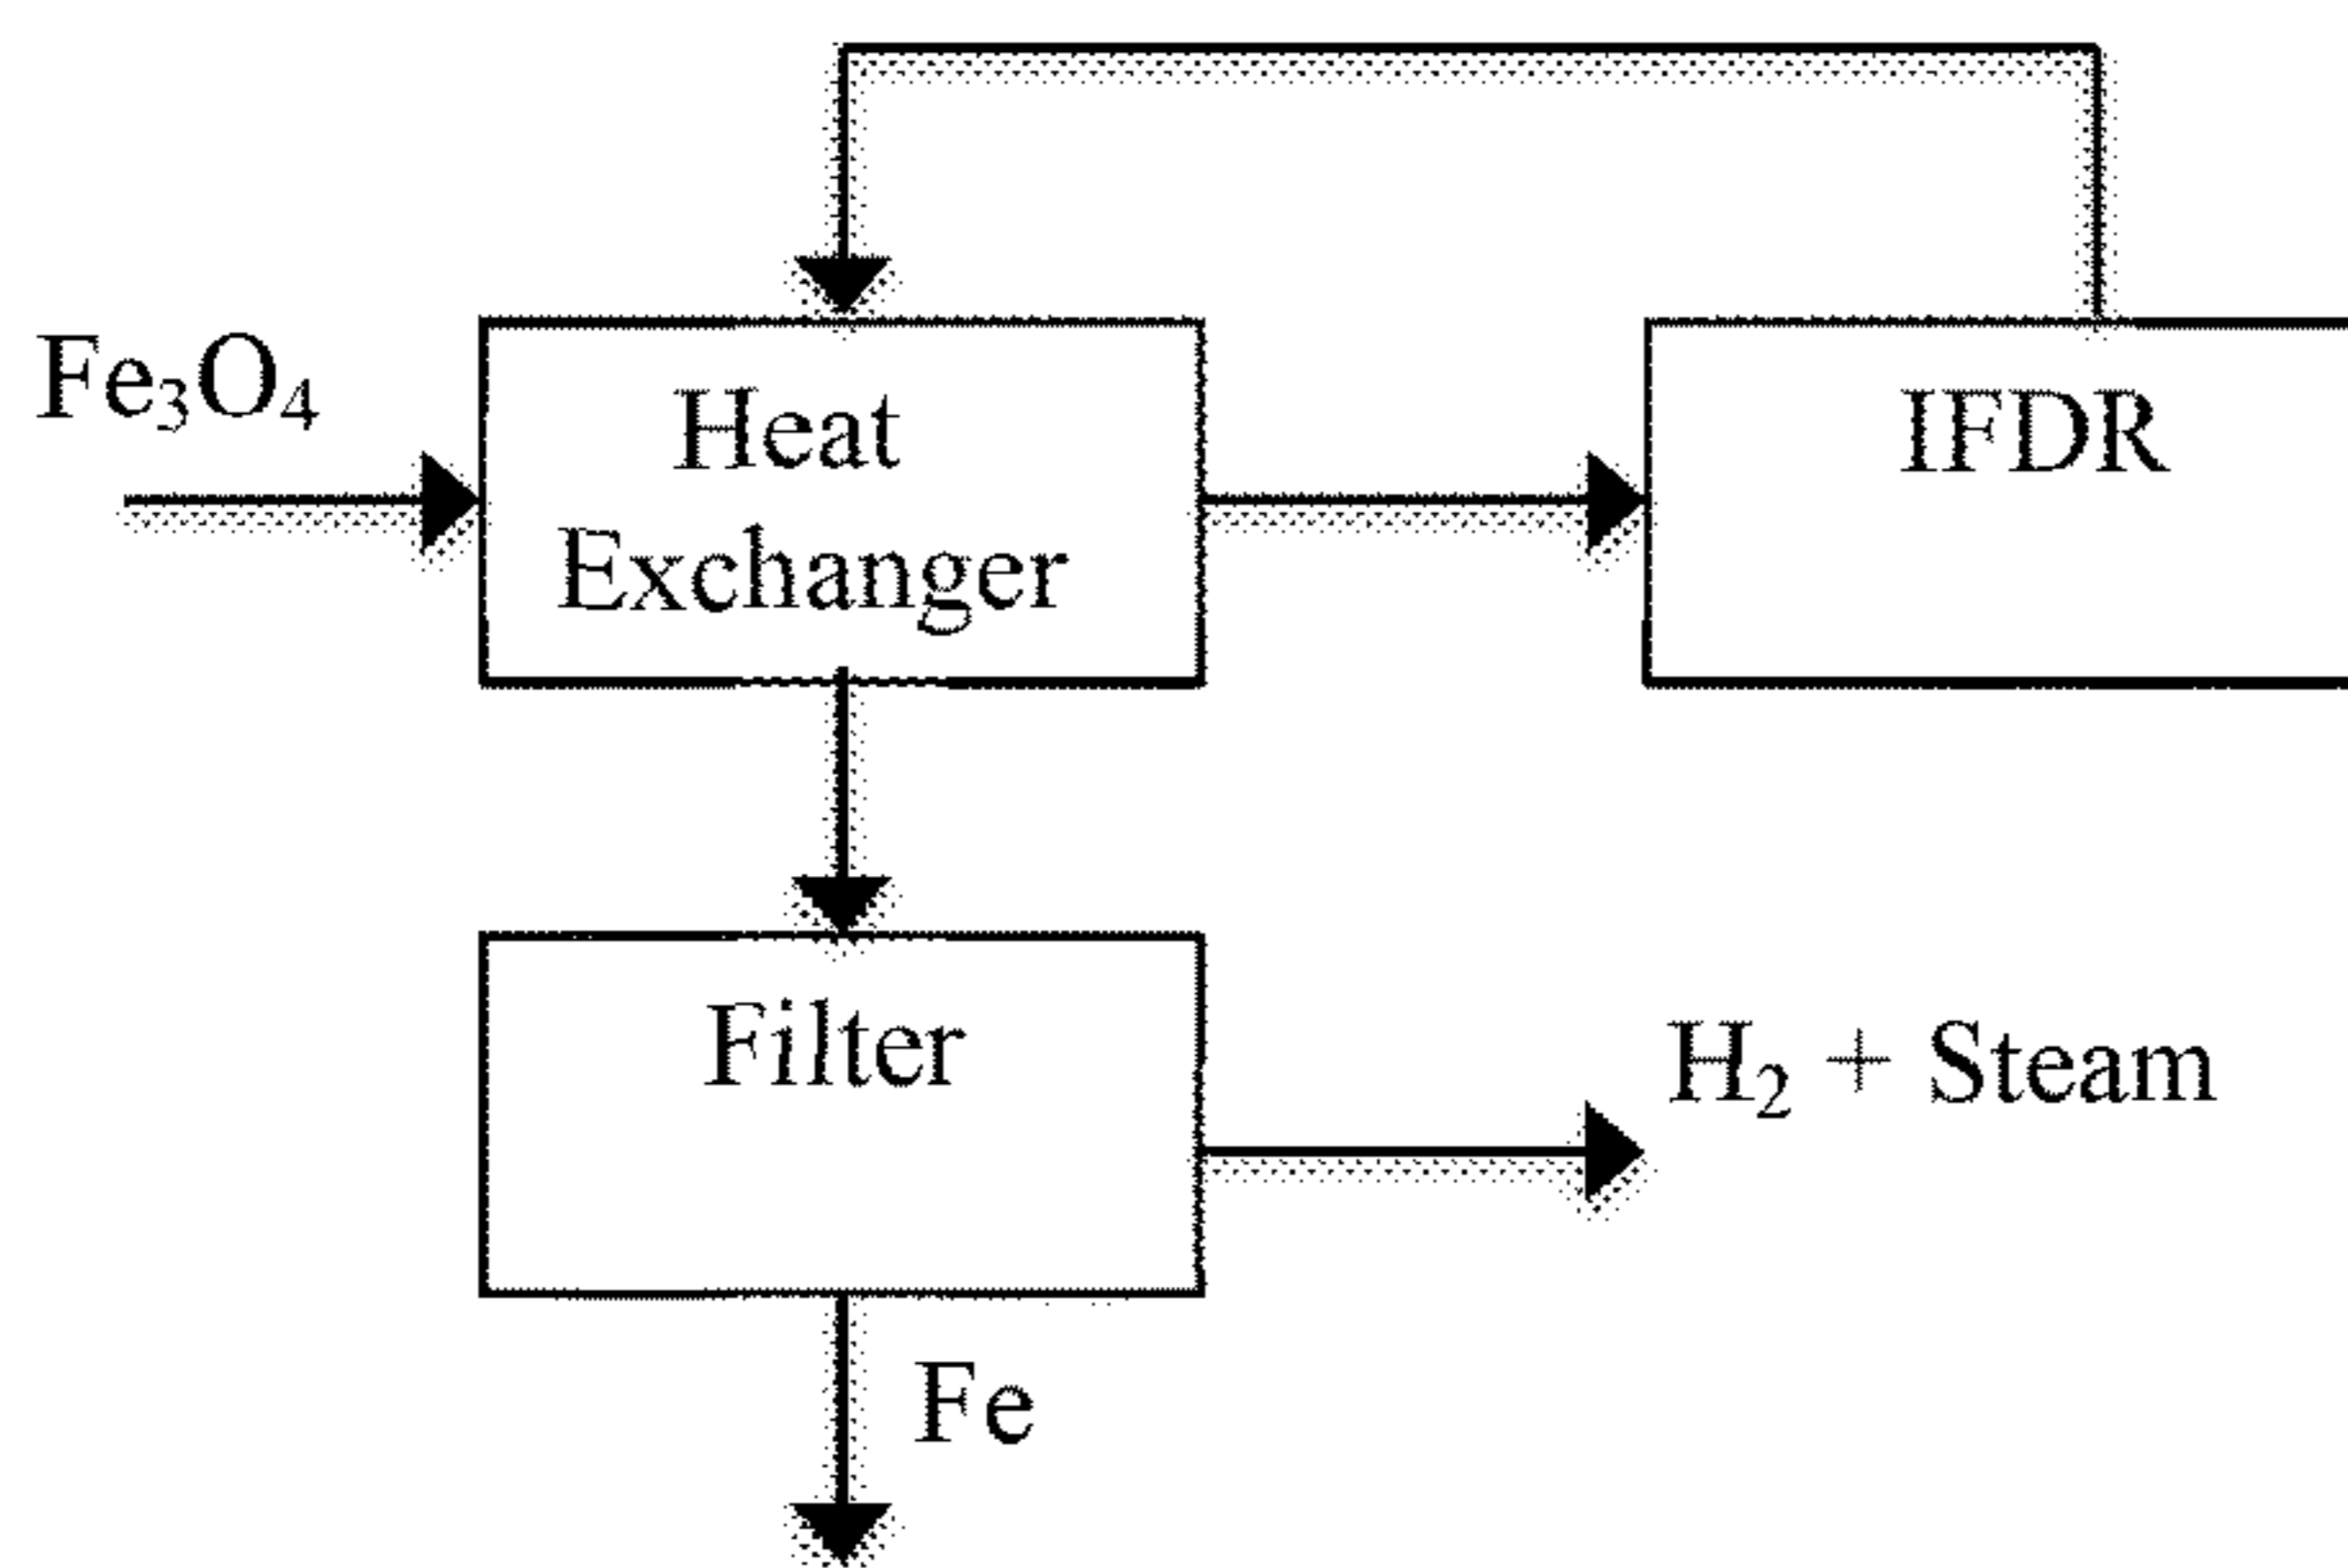 Fe₃O₄
Heat
Exchanger
IFDR
Filter
H₂ + Steam
Fe